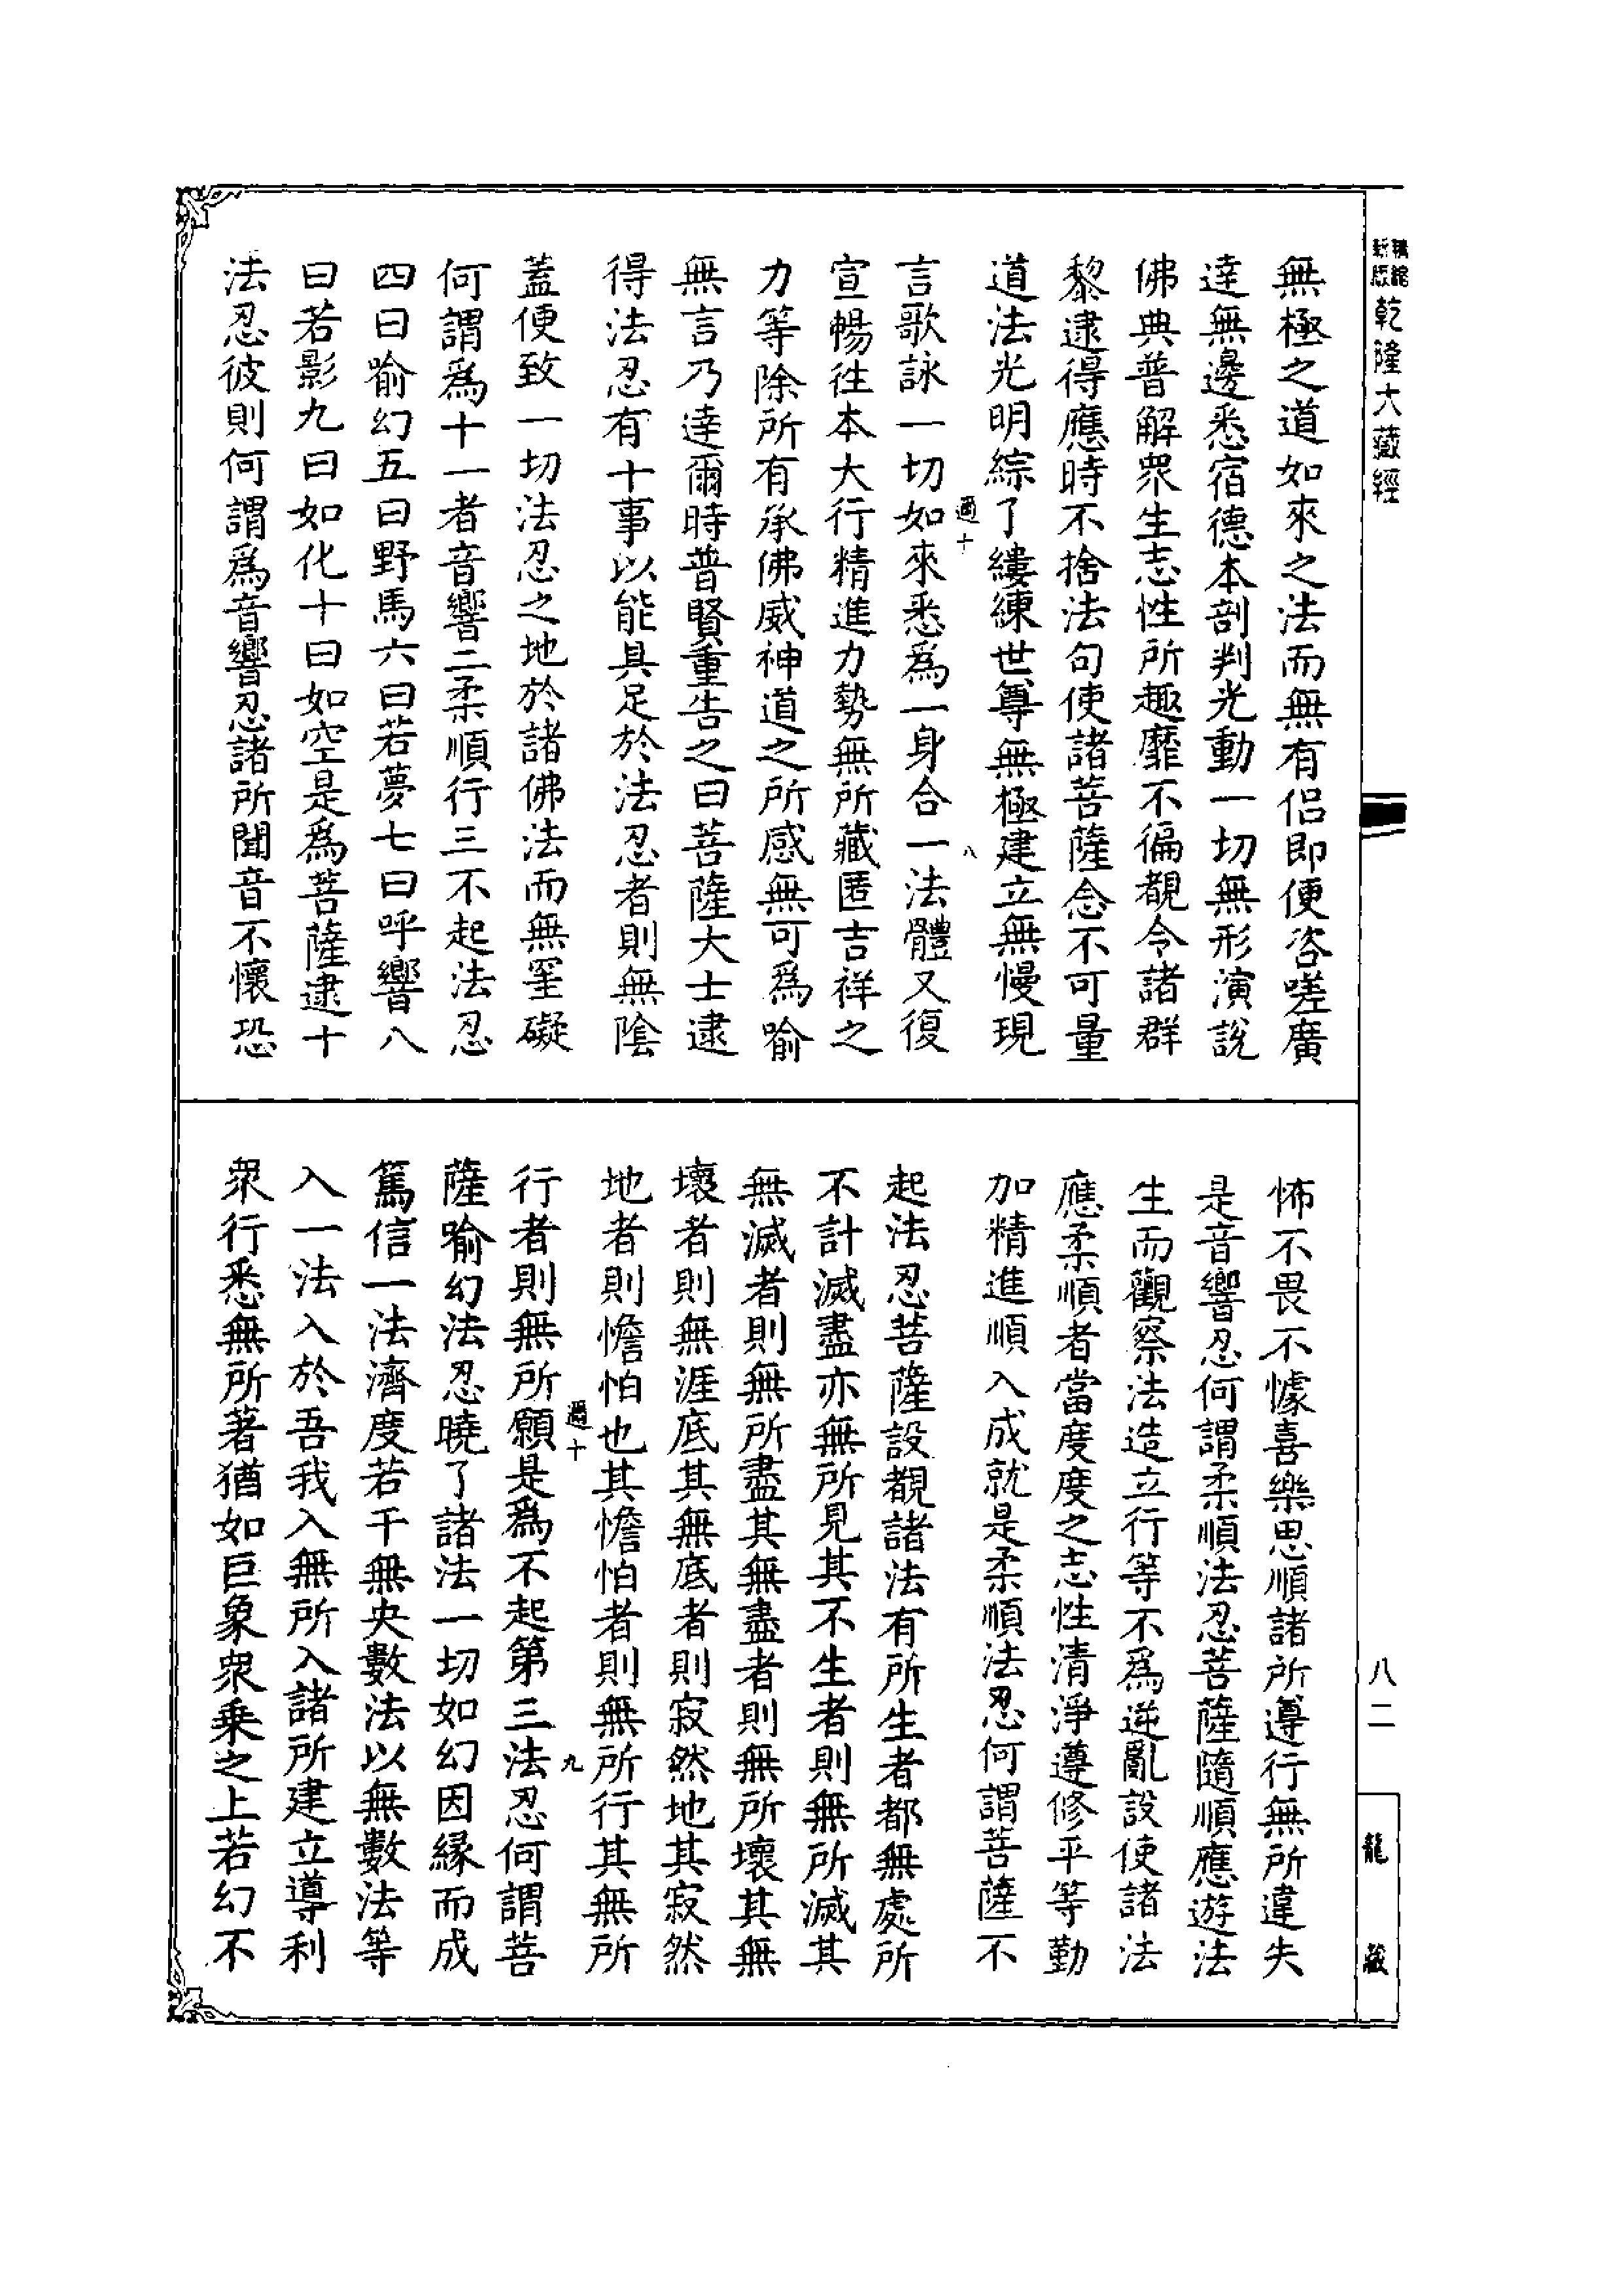 乾隆大藏經
無極之道如來之法而無有侣即便咨嗟廣
達無邊悉宿德本剖判光動一切無形演說
佛典普解衆生志性所趣靡不徧覩令諸群
黎逮得應時不捨法句使諸菩薩念不可量
道法光明綜了縷練世尊無極建立無慢現
言歌詠一切如來悉爲一身合一法體又復
宣暢往本大行精進力勢無所藏匿吉祥之
力等除所有承佛威神道之所感無可爲喻
無言乃達爾時普賢重告之曰菩薩大士逮
得法忍有十事以能具足於法忍者則無陰
蓋便致一切法忍之地於諸佛法而無罣礙
何謂爲十一者音響二柔順行三不起法忍
四曰喻幻五曰野馬六曰若夢七曰呼響八
曰若影九曰如化十曰如空是爲菩薩逮十
法忍彼則何謂爲音響忍諸所聞音不懷恐
怖不畏不懅喜樂思順諸所遵行無所違失
是音響忍何謂柔順法忍菩薩隨順應遊法
生而觀察法造立行等不爲逆亂設使諸法
應柔順者當度度之志性清淨遵修平等勤
加精進順入成就是柔順法忍何謂菩薩不
起法忍菩薩設覩諸法有所生者都無處所
不計滅盡亦無所見其不生者則無所滅其
無滅者則無所盡其無盡者則無所壞其無
壞者則無涯底其無底者則寂然地其寂然
地者則憺怕也其憺怕者則無所行其無所
行者則無所願是爲不起第三法忍何謂菩
薩喻幻法忍曉了諸法一切如幻因緣而成
篤信一法濟度若干無央數法以無數法等
入一法入於吾我入無所入諸所建立導利
衆行悉無所著猶如巨象衆乗之上若幻不
八二
龍藏